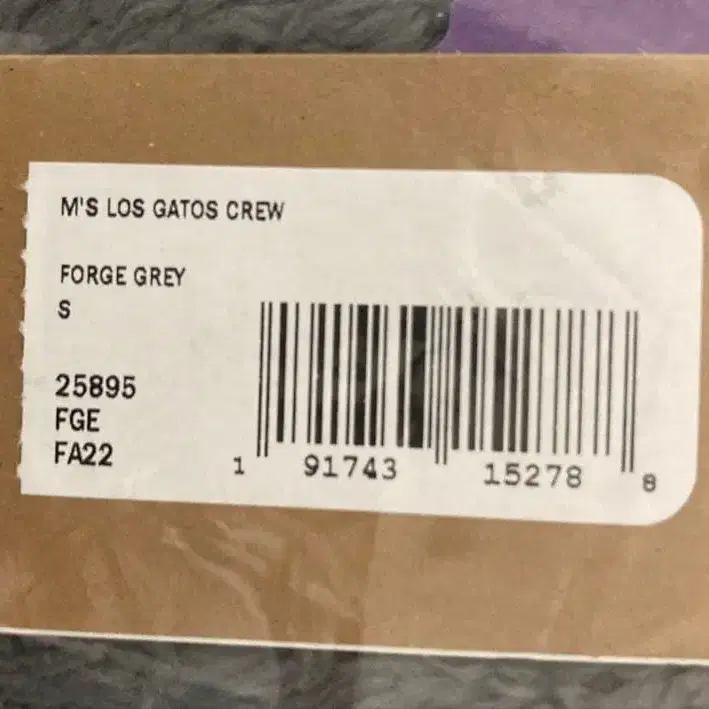 M'S LOS GATOS CREW
FORGE GREY
S
25895
FGE
FA22
1 91743 15278 8